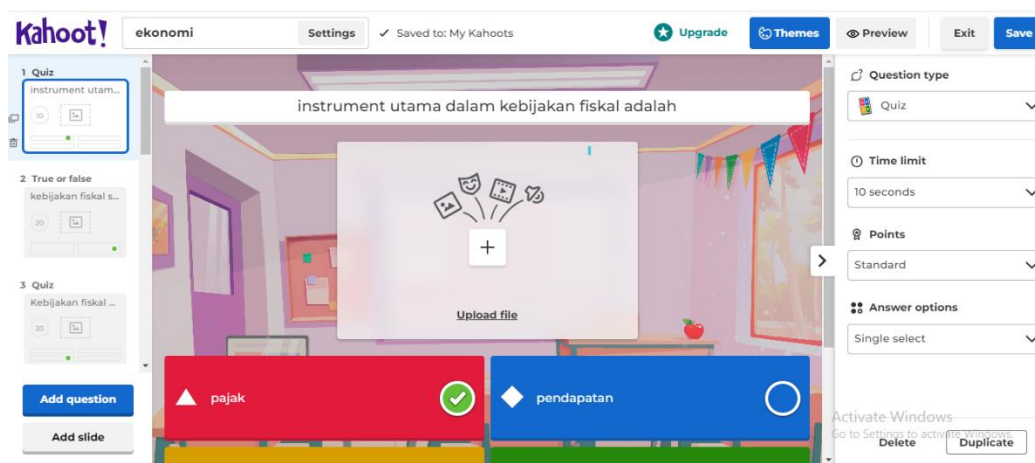 Kahoot!
ekonomi
Settings
Saved to: My Kahoots
Upgrade
Themes
Preview
Exit
Save
1 Quiz
instrument utam...
10
2 True or false
kebijakan fiskal s...
20
3 Quiz
Kebijakan fiskal ...
20
Add question
Add slide
instrument utama dalam kebijakan fiskal adalah
Upload file
pajak
pendapatan
Question type
Quiz
Time limit
10 seconds
Points
Standard
Answer options
Single select
Activate Windows
Go to Settings to activate Windows.
Delete
Duplicate